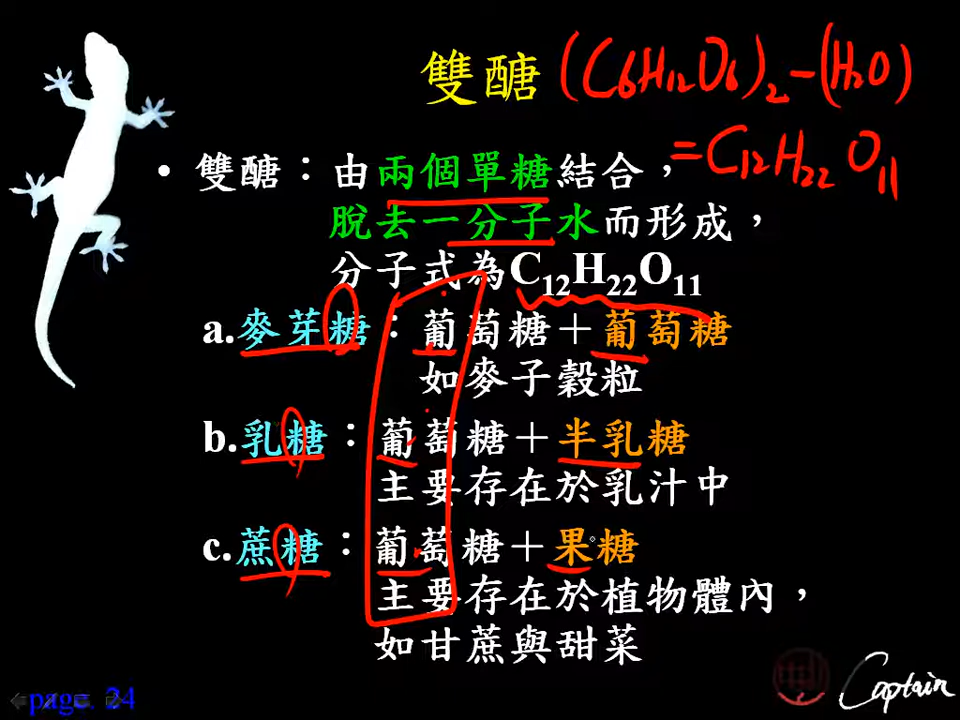 雙醣 (C6H12O6)2-(H2O)
=C12H22O11
• 雙醣：由兩個單糖結合，
脫去一分子水而形成，
分子式為C₁₂H₂₂O₁₁
a.麥芽糖：葡萄糖＋葡萄糖
如麥子穀粒
b.乳糖：葡萄糖＋半乳糖
主要存在於乳汁中
c.蔗糖：葡萄糖＋果糖
主要存在於植物體內，
如甘蔗與甜菜
page. 24
Captain